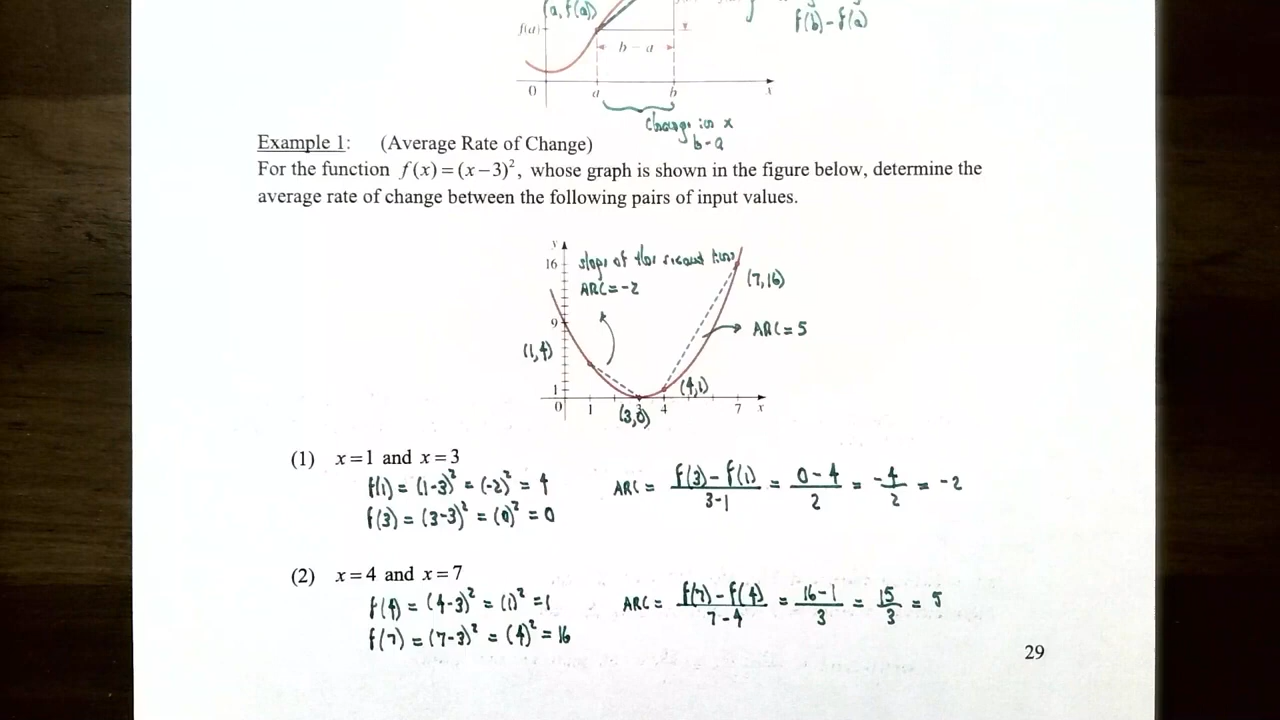 (a, f(a))
f(b)-f(a)
f(a)
b - a
0 a b x
change in x
b-a
Example 1: (Average Rate of Change)
For the function f(x)=(x−3)², whose graph is shown in the figure below, determine the
average rate of change between the following pairs of input values.
y
16 slope of the secant line
ARC=-2
(7,16)
9
ARC=5
(1,4)
1
(4,1)
0 1 3 4 7 x
(3,0)
(1) x=1 and x=3
f(1) = (1-3)² = (-2)² = 4
f(3) = (3-3)² = (0)² = 0
ARC = f(3) - f(1) / 3-1 = 0-4 / 2 = -4/2 = -2
(2) x=4 and x=7
f(4) = (4-3)² = (1)² =1
f(7) = (7-3)² = (4)² = 16
ARC = f(7) - f(4) / 7-4 = 16-1 / 3 = 15/3 = 5
29